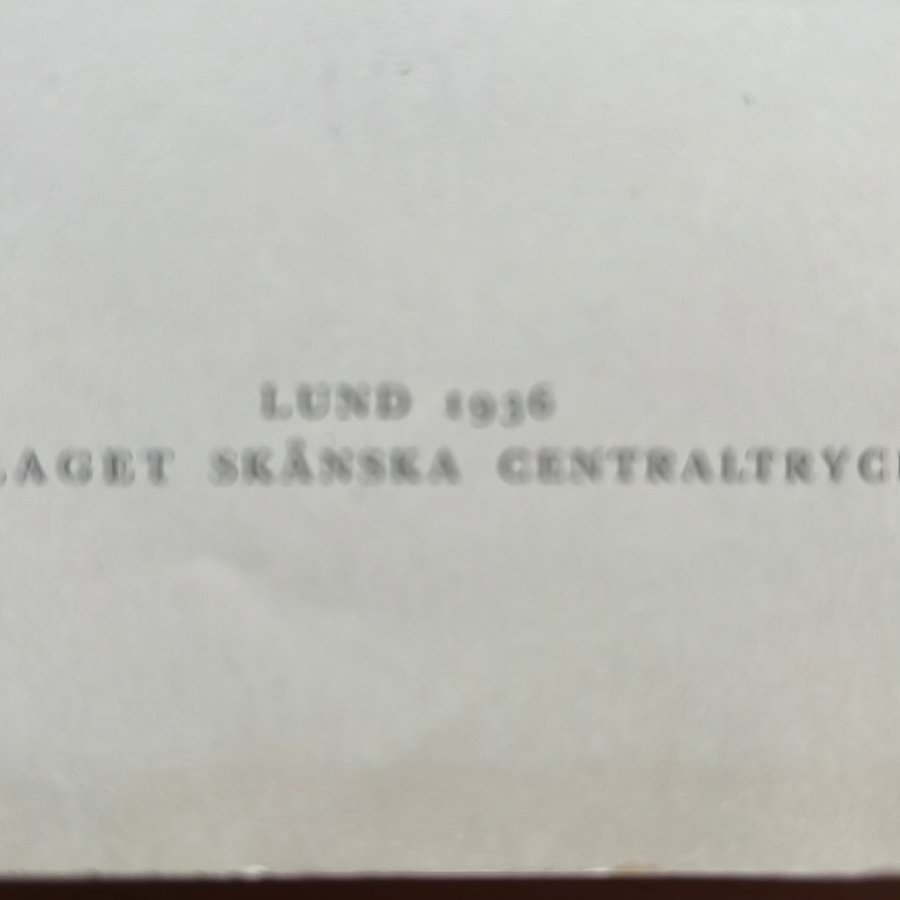 LUND 1936
LAGET SKÅNSKA CENTRALTRYC